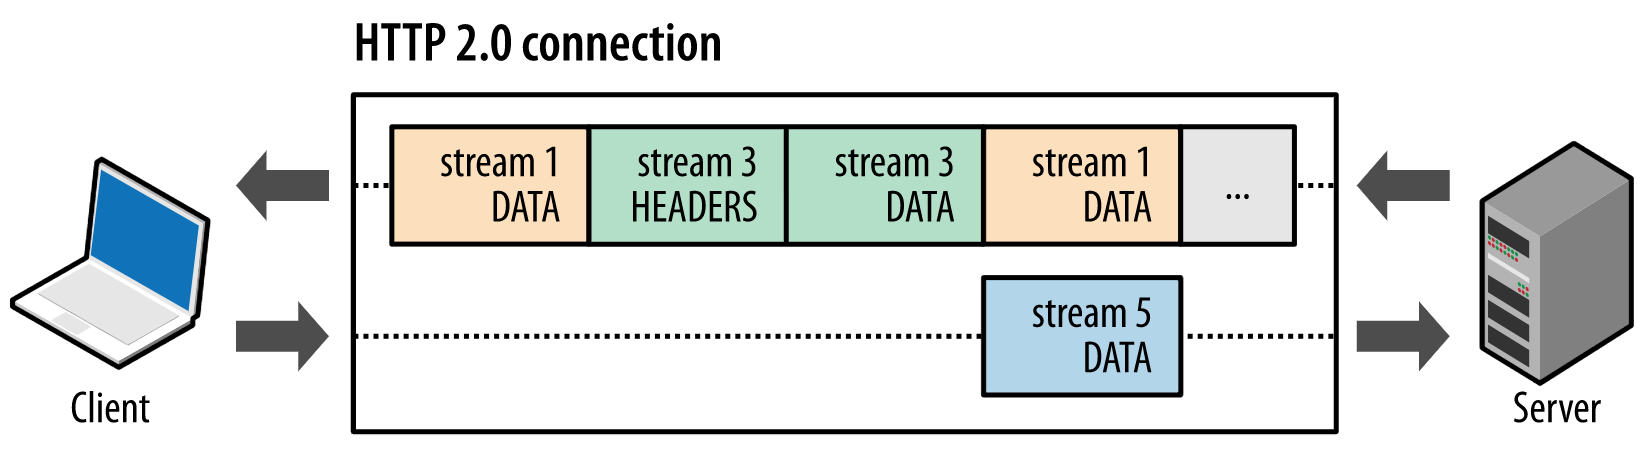 HTTP 2.0 connection
stream 1
DATA
stream 3
HEADERS
stream 3
DATA
stream 1
DATA
...
stream 5
DATA
Client
Server